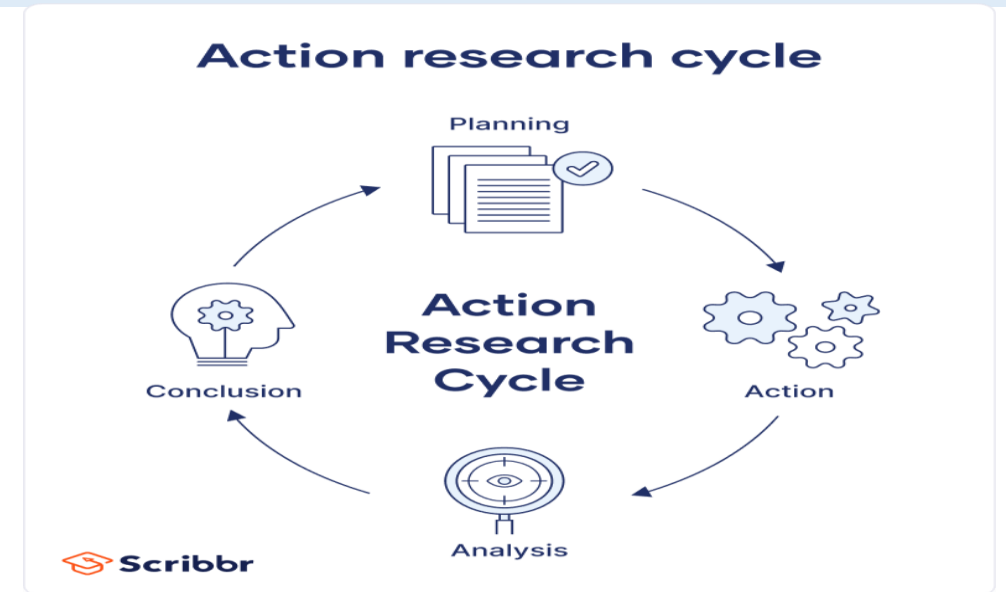 Action research cycle
Planning
Action
Research
Cycle
Conclusion
Action
Analysis
Scribbr